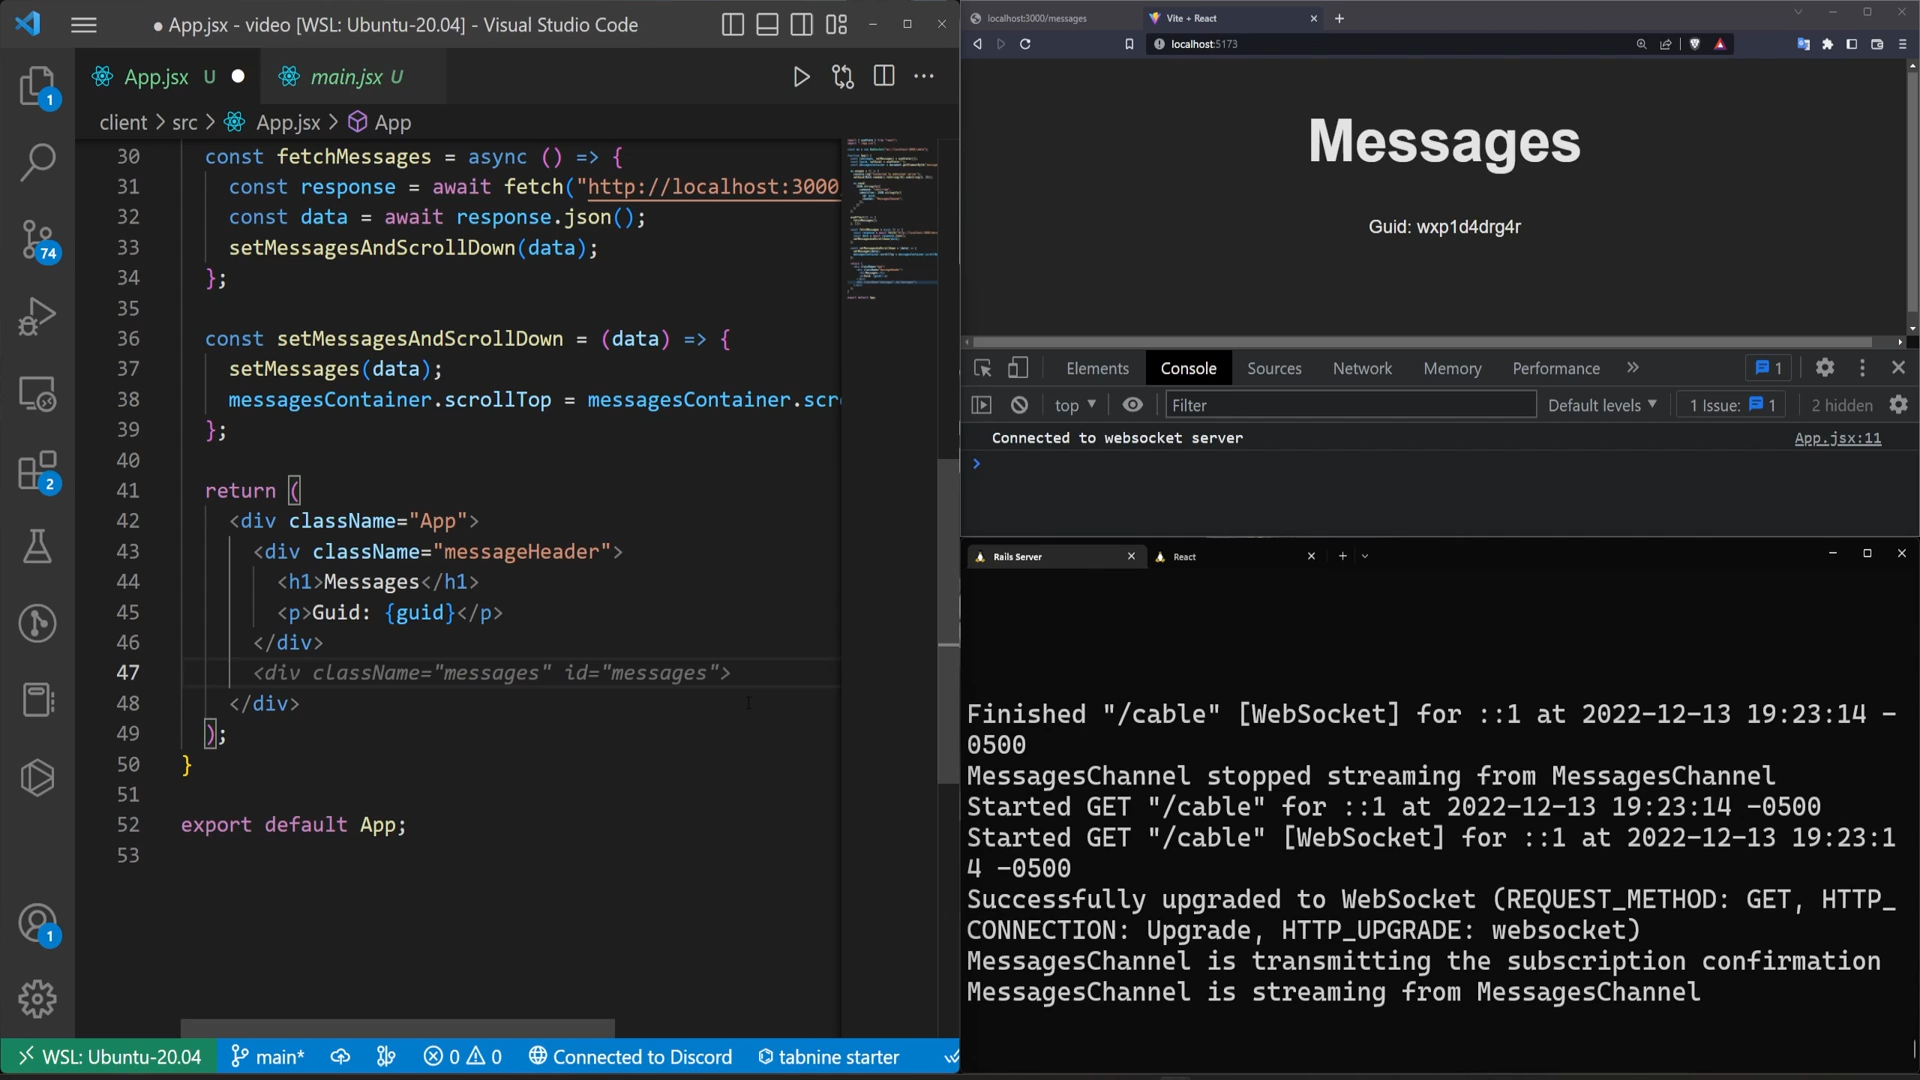 ● App.jsx - video [WSL: Ubuntu-20.04] - Visual Studio Code
App.jsx U
main.jsx U
client > src > App.jsx > App
30 const fetchMessages = async () => {
31 const response = await fetch("http://localhost:3000
32 const data = await response.json();
33 setMessagesAndScrollDown(data);
34 };
35
36 const setMessagesAndScrollDown = (data) => {
37 setMessages(data);
38 messagesContainer.scrollTop = messagesContainer.scr
39 };
40
41 return (
42 <div className="App">
43 <div className="messageHeader">
44 <h1>Messages</h1>
45 <p>Guid: {guid}</p>
46 </div>
47 <div className="messages" id="messages">
48 </div>
49 );
50 }
51
52 export default App;
53
1
74
2
1
WSL: Ubuntu-20.04 main* 0 0 Connected to Discord tabnine starter
localhost:3000/messages
Vite + React
localhost:5173
Messages
Guid: wxp1d4drg4r
Elements Console Sources Network Memory Performance » 1
top Filter Default levels 1 Issue: 1 2 hidden
Connected to websocket server App.jsx:11
Rails Server
React
Finished "/cable" [WebSocket] for ::1 at 2022-12-13 19:23:14 -
0500
MessagesChannel stopped streaming from MessagesChannel
Started GET "/cable" for ::1 at 2022-12-13 19:23:14 -0500
Started GET "/cable" [WebSocket] for ::1 at 2022-12-13 19:23:1
4 -0500
Successfully upgraded to WebSocket (REQUEST_METHOD: GET, HTTP_
CONNECTION: Upgrade, HTTP_UPGRADE: websocket)
MessagesChannel is transmitting the subscription confirmation
MessagesChannel is streaming from MessagesChannel